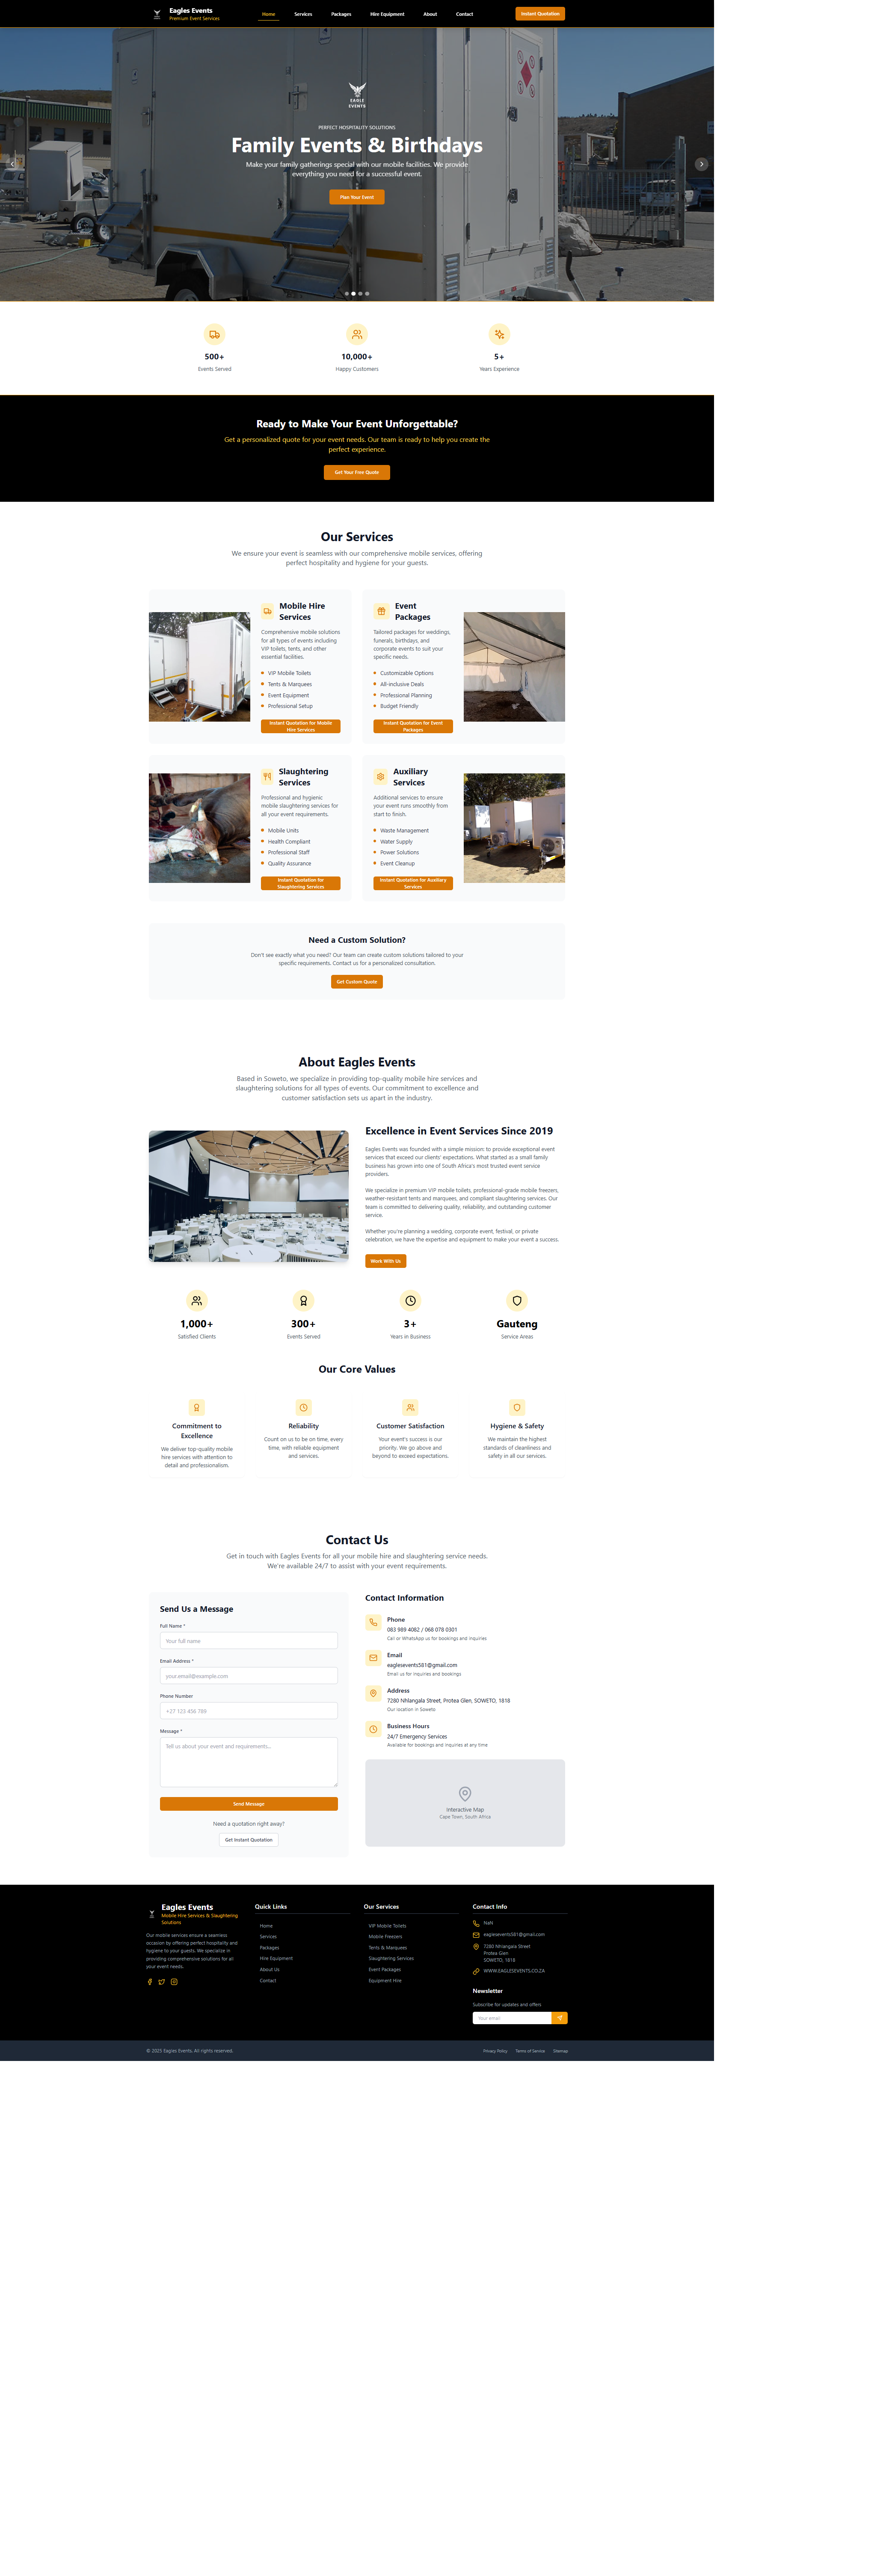 Eagles Events
Premium Event Services
Home
Services
Packages
Hire Equipment
About
Contact
Instant Quotation
EAGLE
EVENTS
PERFECT HOSPITALITY SOLUTIONS
Family Events & Birthdays
Make your family gatherings special with our mobile facilities. We provide
everything you need for a successful event.
Plan Your Event
500+
Events Served
10,000+
Happy Customers
5+
Years Experience
Ready to Make Your Event Unforgettable?
Get a personalized quote for your event needs. Our team is ready to help you create the
perfect experience.
Get Your Free Quote
Our Services
We ensure your event is seamless with our comprehensive mobile services, offering
perfect hospitality and hygiene for your guests.
Mobile Hire
Services
Comprehensive mobile solutions
for all types of events including
VIP toilets, tents, and other
essential facilities.
VIP Mobile Toilets
Tents & Marquees
Event Equipment
Professional Setup
Instant Quotation for Mobile
Hire Services
Event
Packages
Tailored packages for weddings,
funerals, birthdays, and
corporate events to suit your
specific needs.
Customizable Options
All-inclusive Deals
Professional Planning
Budget Friendly
Instant Quotation for Event
Packages
Slaughtering
Services
Professional and hygienic
mobile slaughtering services for
all your event requirements.
Mobile Units
Health Compliant
Professional Staff
Quality Assurance
Instant Quotation for
Slaughtering Services
Auxiliary
Services
Additional services to ensure
your event runs smoothly from
start to finish.
Waste Management
Water Supply
Power Solutions
Event Cleanup
Instant Quotation for Auxiliary
Services
Need a Custom Solution?
Don't see exactly what you need? Our team can create custom solutions tailored to your
specific requirements. Contact us for a personalized consultation.
Get Custom Quote
About Eagles Events
Based in Soweto, we specialize in providing top-quality mobile hire services and
slaughtering solutions for all types of events. Our commitment to excellence and
customer satisfaction sets us apart in the industry.
Excellence in Event Services Since 2019
Eagles Events was founded with a simple mission: to provide exceptional event
services that exceed our clients' expectations. What started as a small family
business has grown into one of South Africa's most trusted event service
providers.
We specialize in premium VIP mobile toilets, professional-grade mobile freezers,
weather-resistant tents and marquees, and compliant slaughtering services. Our
team is committed to delivering quality, reliability, and outstanding customer
service.
Whether you're planning a wedding, corporate event, festival, or private
celebration, we have the expertise and equipment to make your event a success.
Work With Us
1,000+
Satisfied Clients
300+
Events Served
3+
Years in Business
Gauteng
Service Areas
Our Core Values
Commitment to
Excellence
We deliver top-quality mobile
hire services with attention to
detail and professionalism.
Reliability
Count on us to be on time, every
time, with reliable equipment
and services.
Customer Satisfaction
Your event's success is our
priority. We go above and
beyond to exceed expectations.
Hygiene & Safety
We maintain the highest
standards of cleanliness and
safety in all our services.
Contact Us
Get in touch with Eagles Events for all your mobile hire and slaughtering service needs.
We're available 24/7 to assist with your event requirements.
Send Us a Message
Full Name *
Your full name
Email Address *
your.email@example.com
Phone Number
+27 123 456 789
Message *
Tell us about your event and requirements...
Send Message
Need a quotation right away?
Get Instant Quotation
Contact Information
Phone
083 989 4082 / 068 078 0301
Call or WhatsApp us for bookings and inquiries
Email
eaglesevents581@gmail.com
Email us for inquiries and bookings
Address
7280 Nhlangala Street, Protea Glen, SOWETO, 1818
Our location in Soweto
Business Hours
24/7 Emergency Services
Available for bookings and inquiries at any time
Interactive Map
Cape Town, South Africa
Eagles Events
Mobile Hire Services & Slaughtering
Solutions
Our mobile services ensure a seamless
occasion by offering perfect hospitality and
hygiene to your guests. We specialize in
providing comprehensive solutions for all
your event needs.
Quick Links
Home
Services
Packages
Hire Equipment
About Us
Contact
Our Services
VIP Mobile Toilets
Mobile Freezers
Tents & Marquees
Slaughtering Services
Event Packages
Equipment Hire
Contact Info
NaN
eaglesevents581@gmail.com
7280 Nhlangala Street
Protea Glen
SOWETO, 1818
WWW.EAGLESEVENTS.CO.ZA
Newsletter
Subscribe for updates and offers
Your email
© 2025 Eagles Events. All rights reserved.
Privacy Policy
Terms of Service
Sitemap